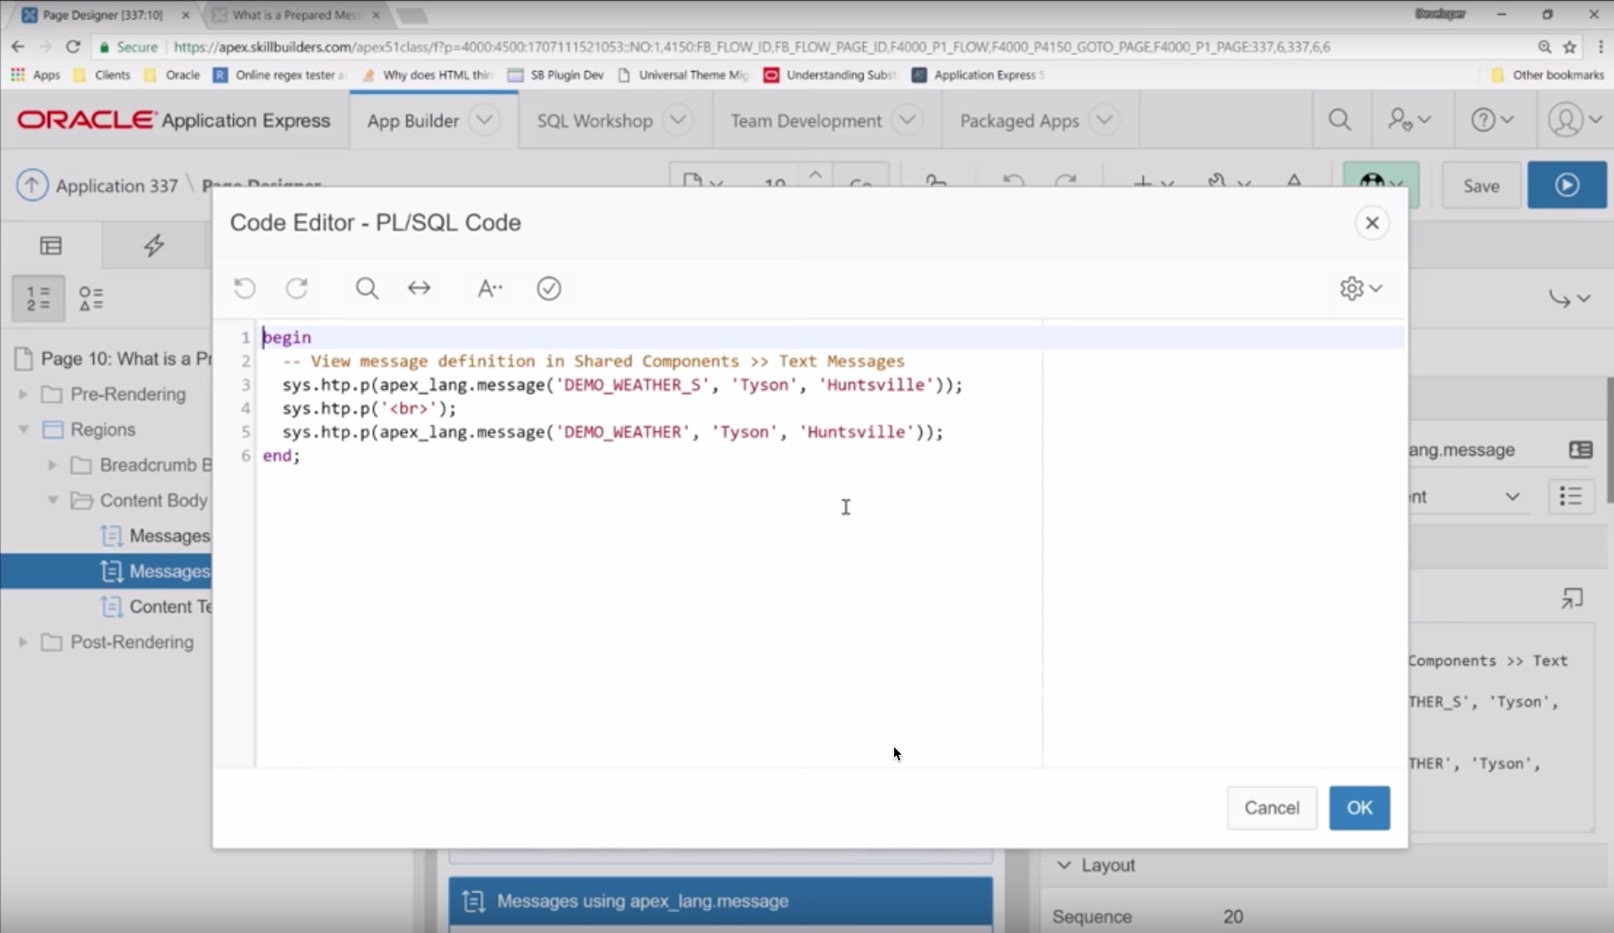 Page Designer [337:10]
What is a Prepared Mes
Developer
Secure
https://apex.skillbuilders.com/apex51class/f?p=4000:4500:1707111521053::NO:1,4150:FB_FLOW_ID,FB_FLOW_PAGE_ID,F4000_P1_FLOW,F4000_P4150_GOTO_PAGE,F4000_P1_PAGE:337,6,337,6,6
Apps
Clients
Oracle
Online regex tester a
Why does HTML thin
SB Plugin Dev
Universal Theme Mig
Understanding Subst
Application Express 5
Other bookmarks
ORACLE Application Express
App Builder
SQL Workshop
Team Development
Packaged Apps
Application 337 \ Page Designer
10
Go
Save
Code Editor - PL/SQL Code
A
1 begin
2 -- View message definition in Shared Components >> Text Messages
3 sys.htp.p(apex_lang.message('DEMO_WEATHER_S', 'Tyson', 'Huntsville'));
4 sys.htp.p('<br>');
5 sys.htp.p(apex_lang.message('DEMO_WEATHER', 'Tyson', 'Huntsville'));
6 end;
Cancel
OK
Page 10: What is a Pr
Pre-Rendering
Regions
Breadcrumb B
Content Body
Messages
Messages
Content Te
Post-Rendering
ang.message
nt
Components >> Text
THER_S', 'Tyson',
THER', 'Tyson',
Messages using apex_lang.message
Layout
Sequence
20